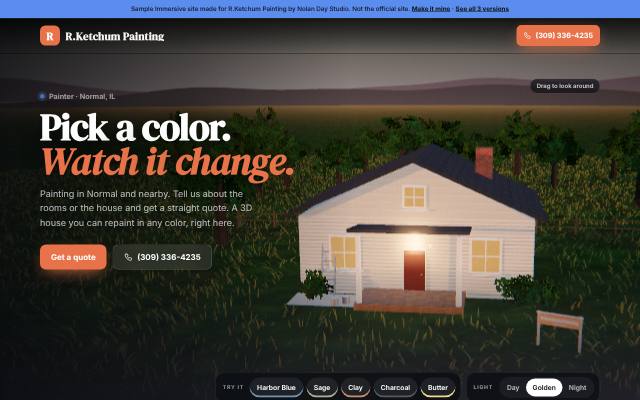 Sample Immersive site made for R.Ketchum Painting by Nolan Day Studio. Not the official site. Make it mine · See all 3 versions
R R.Ketchum Painting
(309) 336-4235
Drag to look around
Painter · Normal, IL
Pick a color.
Watch it change.
Painting in Normal and nearby. Tell us about the
rooms or the house and get a straight quote. A 3D
house you can repaint in any color, right here.
Get a quote
(309) 336-4235
TRY IT Harbor Blue Sage Clay Charcoal Butter
LIGHT Day Golden Night